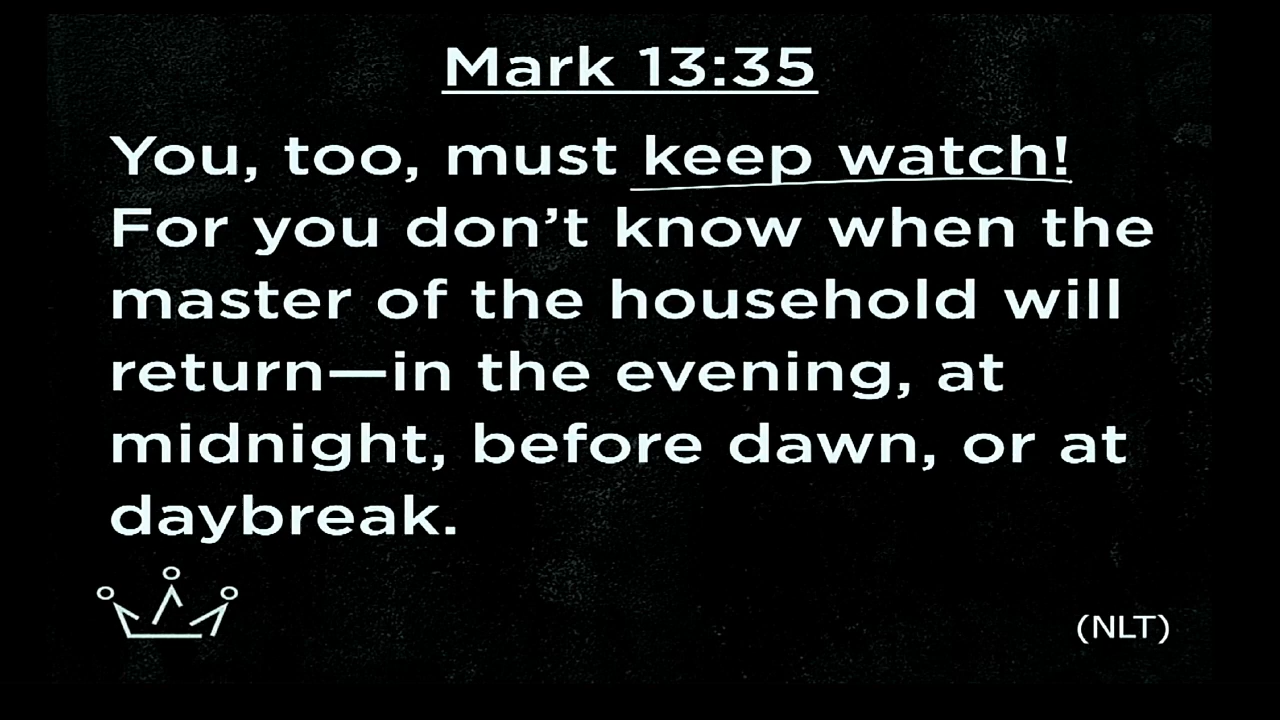 Mark 13:35
You, too, must keep watch!
For you don’t know when the
master of the household will
return—in the evening, at
midnight, before dawn, or at
daybreak.
(NLT)